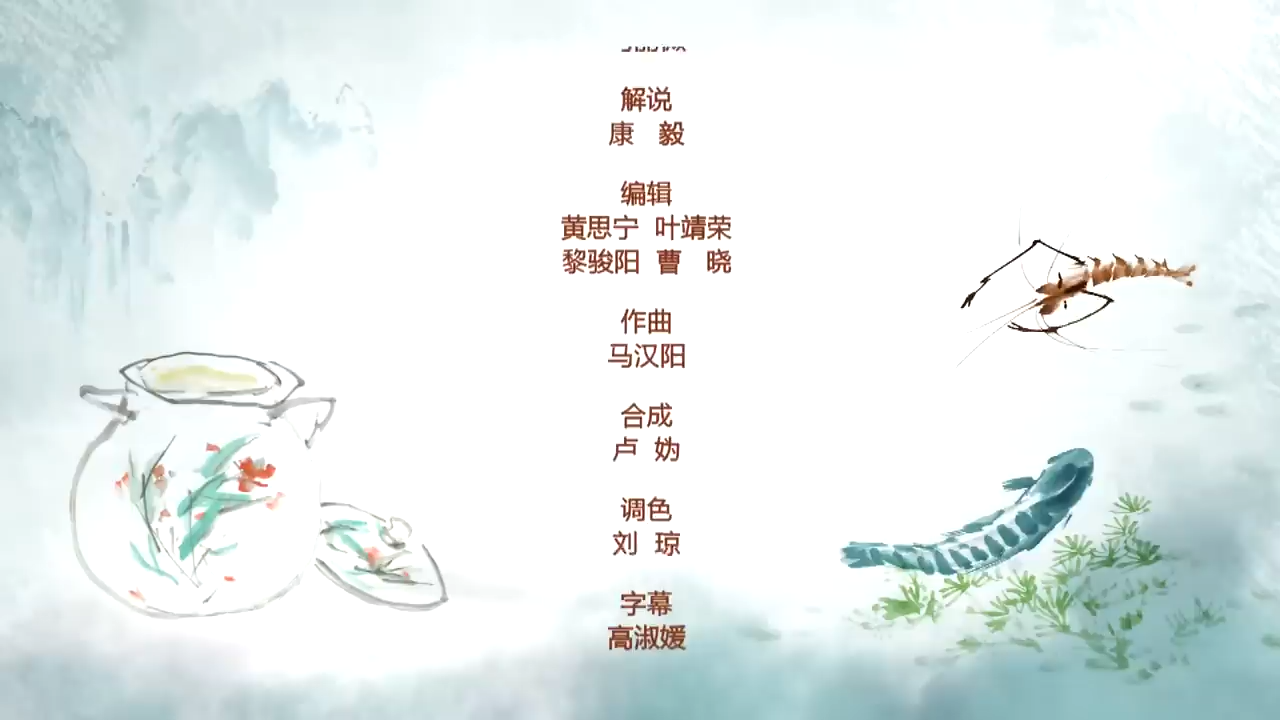 解说
康 毅
编辑
黄思宁 叶靖荣
黎骏阳 曹 晓
作曲
马汉阳
合成
卢 妫
调色
刘 琼
字幕
高淑媛